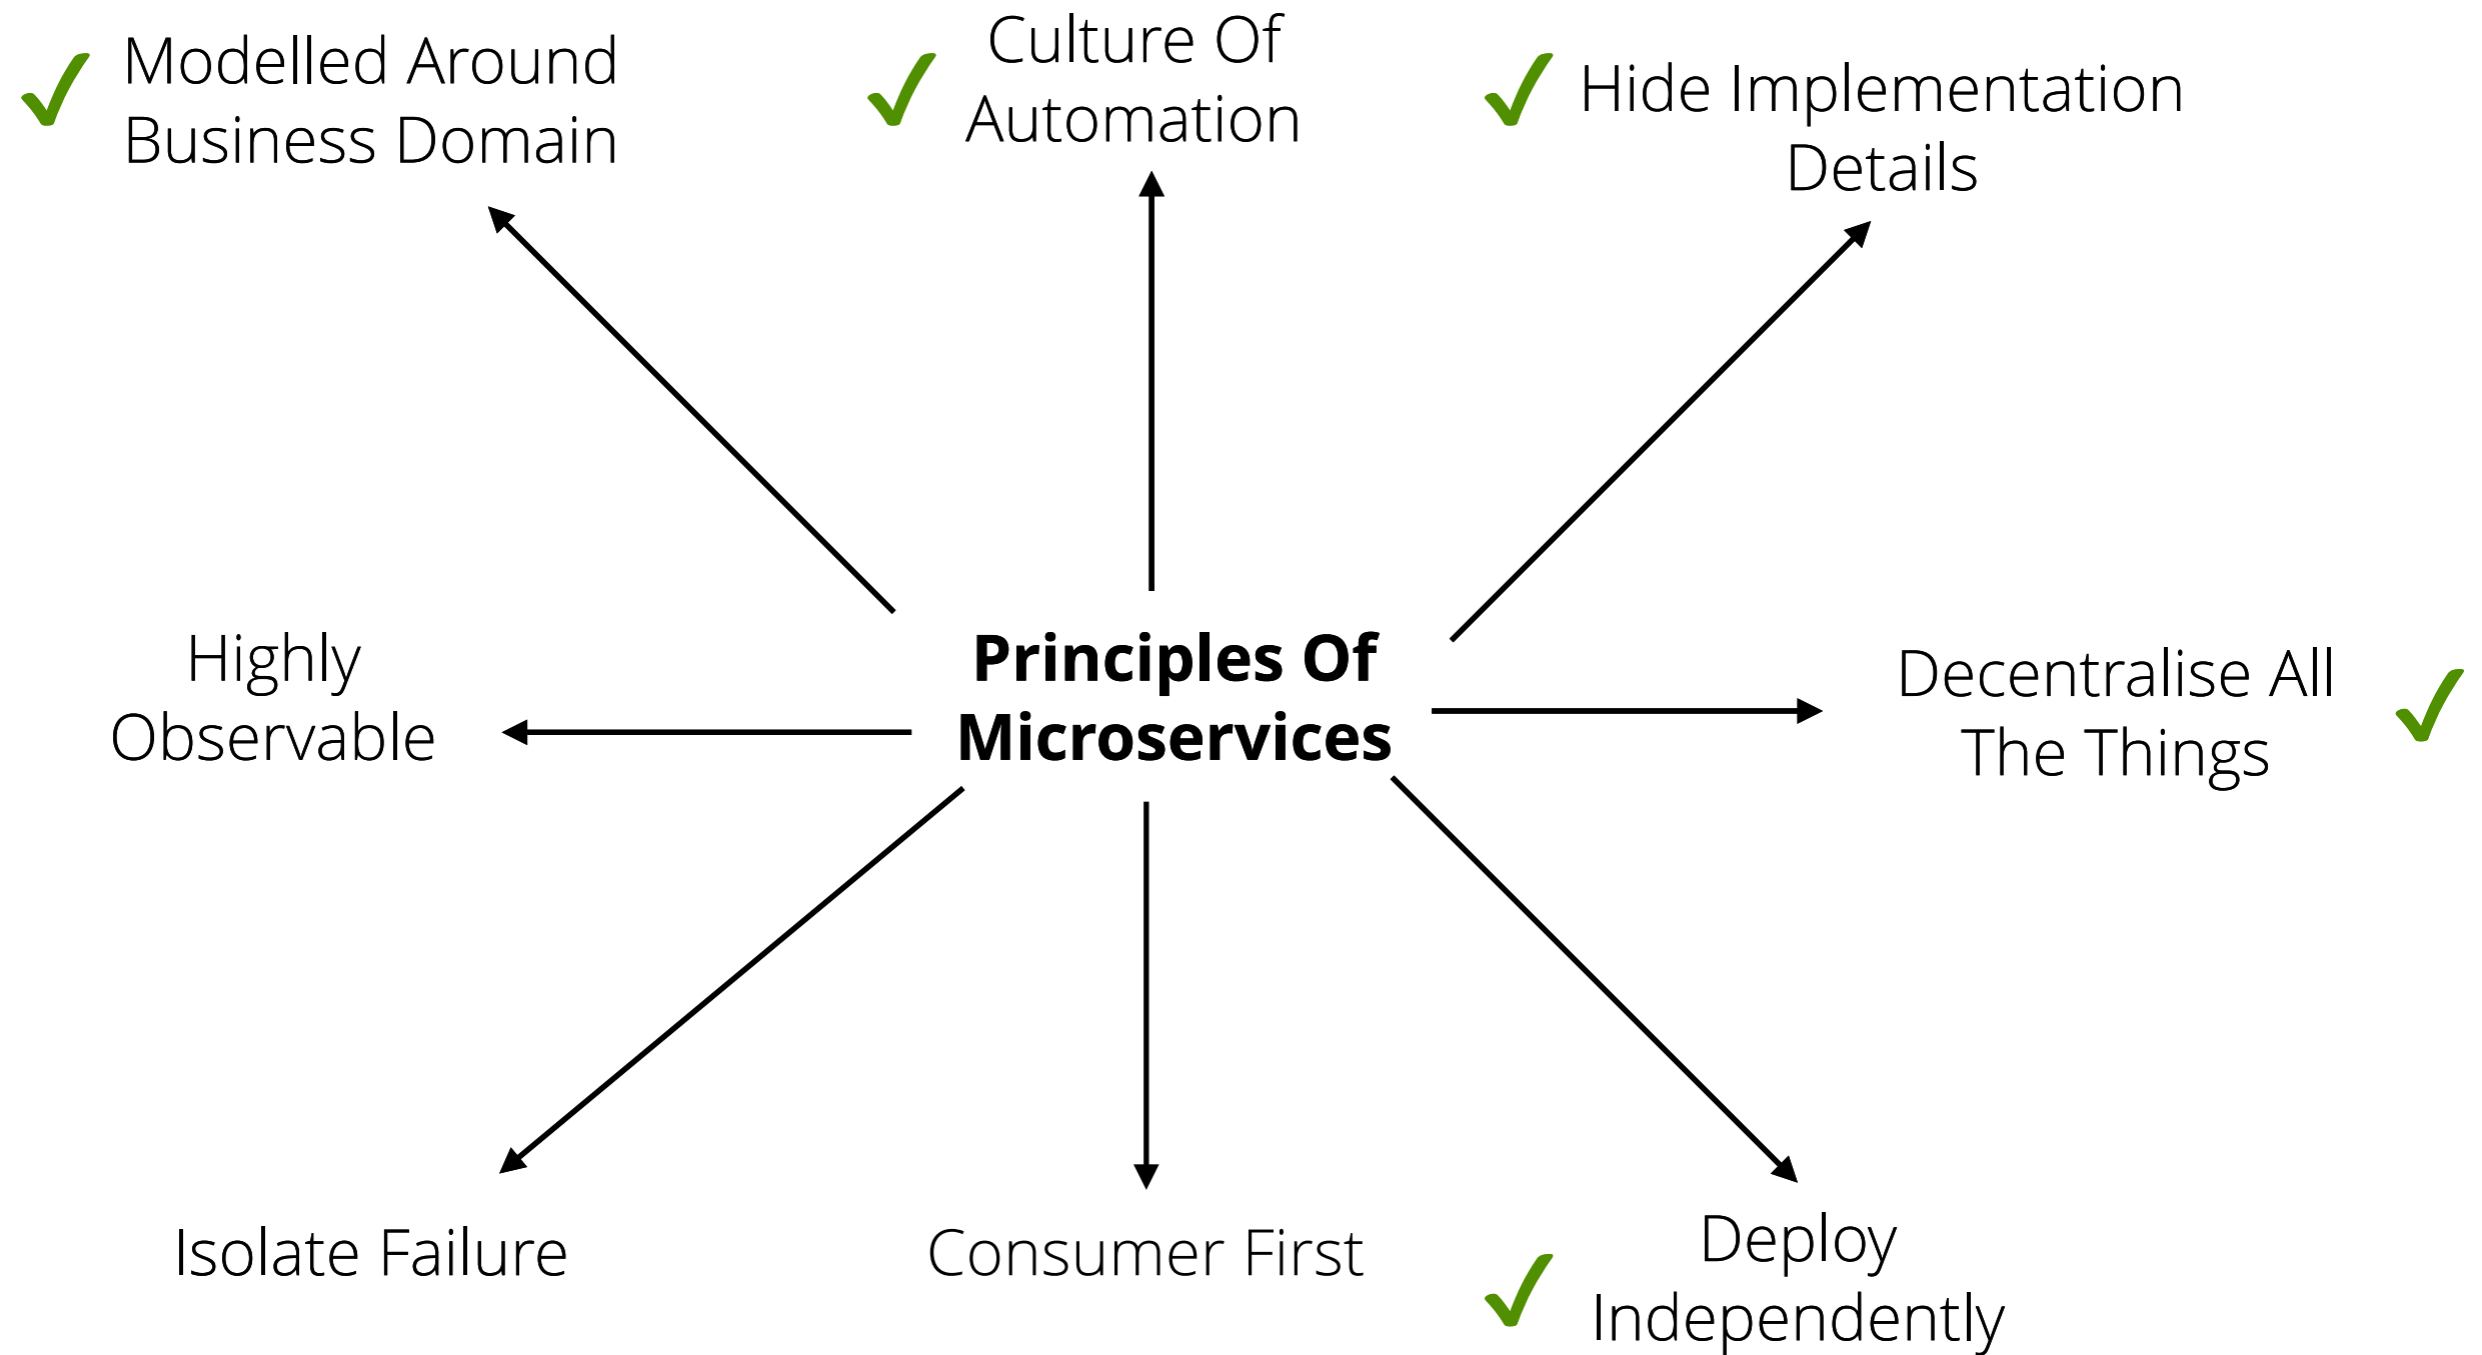 Modelled Around
Business Domain
Culture Of
Automation
Hide Implementation
Details
Highly
Observable
Principles Of
Microservices
Decentralise All
The Things
Isolate Failure
Consumer First
Deploy
Independently